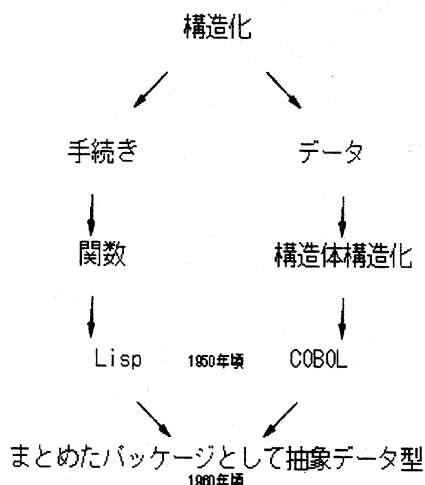 構造化
手続き データ
関数 構造体構造化
Lisp 1950年頃 COBOL
まとめたパッケージとして抽象データ型
1960年頃